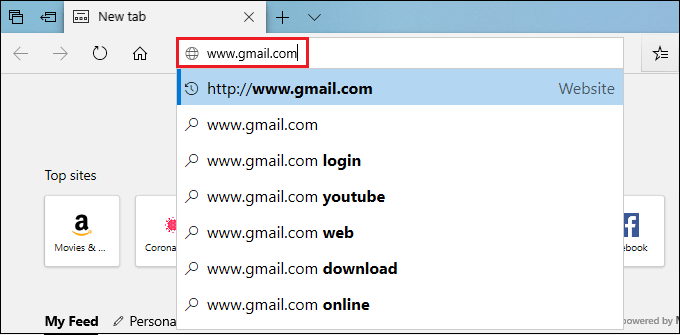 New tab
www.gmail.com
http://www.gmail.com Website
www.gmail.com
www.gmail.com login
www.gmail.com youtube
www.gmail.com web
www.gmail.com download
www.gmail.com online
Top sites
a
Movies & ...
Corona
ebook
My Feed Persona
powered by